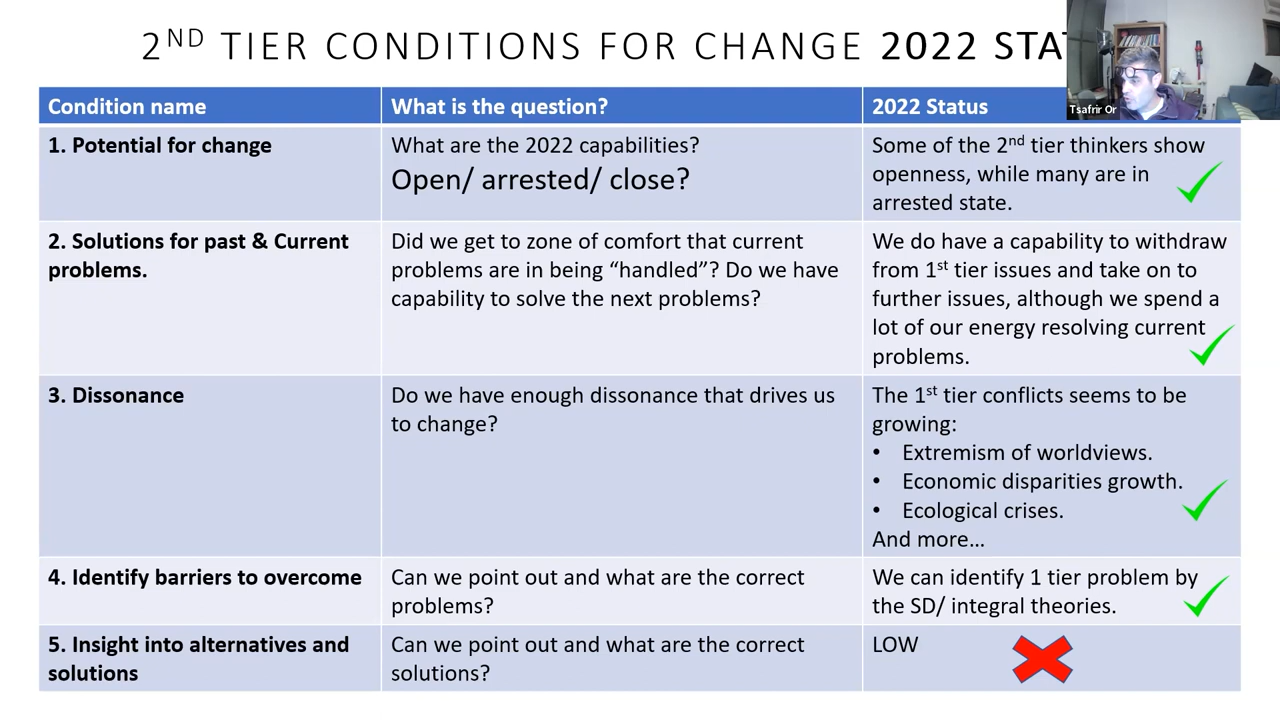 2ND TIER CONDITIONS FOR CHANGE 2022
Tsafrir Or
Condition name
What is the question?
2022 Status
1. Potential for change
What are the 2022 capabilities?
Open/ arrested/ close?
Some of the 2nd tier thinkers show
openness, while many are in
arrested state.
2. Solutions for past & Current
problems.
Did we get to zone of comfort that current
problems are in being “handled”? Do we have
capability to solve the next problems?
We do have a capability to withdraw
from 1st tier issues and take on to
further issues, although we spend a
lot of our energy resolving current
problems.
3. Dissonance
Do we have enough dissonance that drives us
to change?
The 1st tier conflicts seems to be
growing:
• Extremism of worldviews.
• Economic disparities growth.
• Ecological crises.
And more…
4. Identify barriers to overcome
Can we point out and what are the correct
problems?
We can identify 1 tier problem by
the SD/ integral theories.
5. Insight into alternatives and
solutions
Can we point out and what are the correct
solutions?
LOW